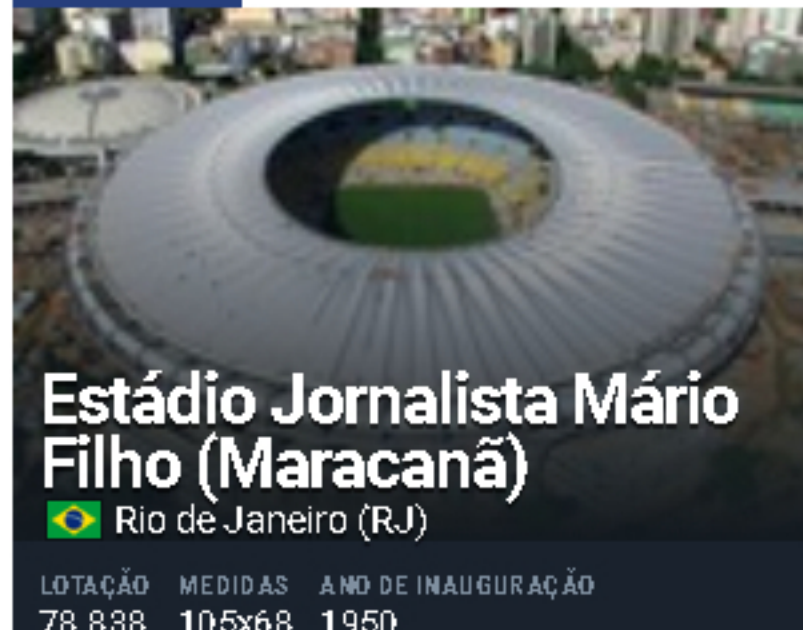 Estádio Jornalista Mário
Filho (Maracanã)
Rio de Janeiro (RJ)
LOTAÇÃO MEDIDAS ANO DE INAUGURAÇÃO
78.838 105x68 1950